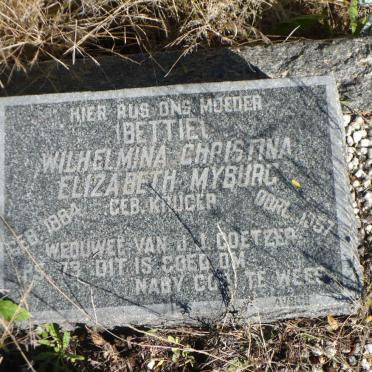 HIER RUS ONS MOEDER
(BETTIE)
WILHELMINA CHRISTINA
ELIZABETH MYBURG
GEB. KRUGER
GEB. 1884 OORL. 1957
WEDUWEE VAN J.J. COETZER
PS. 73 DIT IS GOED OM
NABY GOD TE WEES